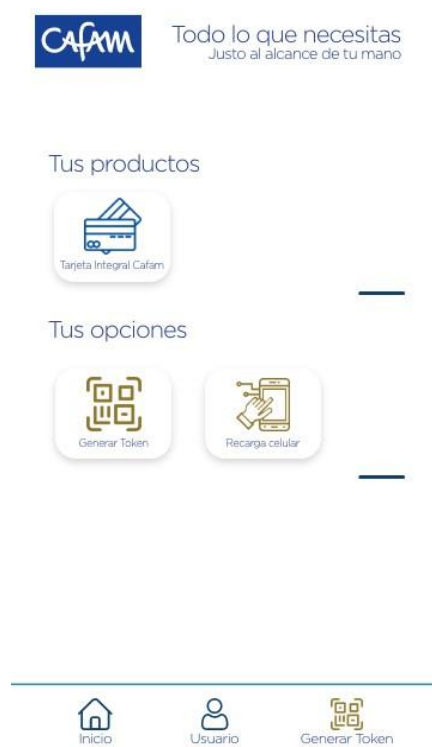 CAFAM
Todo lo que necesitas
Justo al alcance de tu mano
Tus productos
Tarjeta Integral Cafam
Tus opciones
Generar Token
Recarga celular
Inicio
Usuario
Generar Token